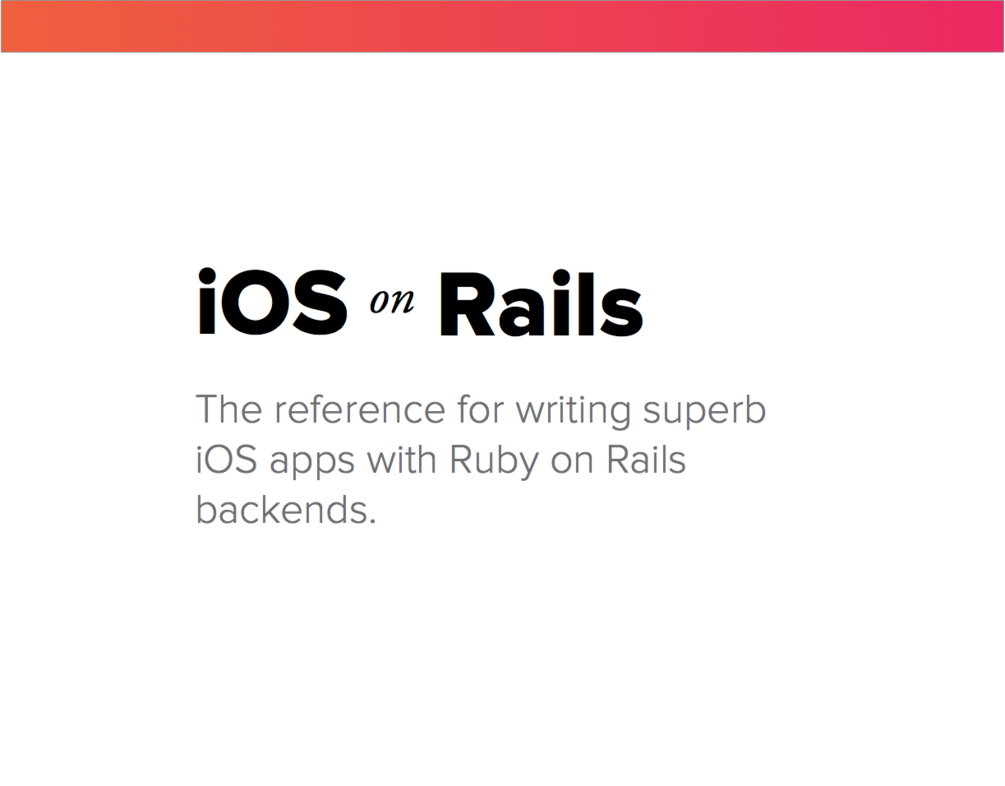 iOS on Rails
The reference for writing superb
iOS apps with Ruby on Rails
backends.